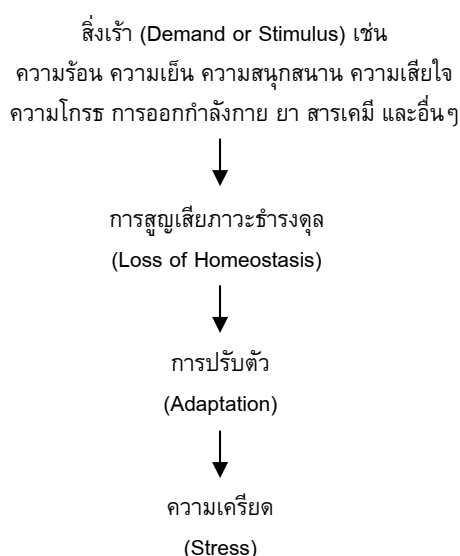 สิ่งเร้า (Demand or Stimulus) เช่น
ความร้อน ความเย็น ความสนุกสนาน ความเสียใจ
ความโกรธ การออกกำลังกาย ยา สารเคมี และอื่นๆ
การสูญเสียภาวะธำรงดุล
(Loss of Homeostasis)
การปรับตัว
(Adaptation)
ความเครียด
(Stress)